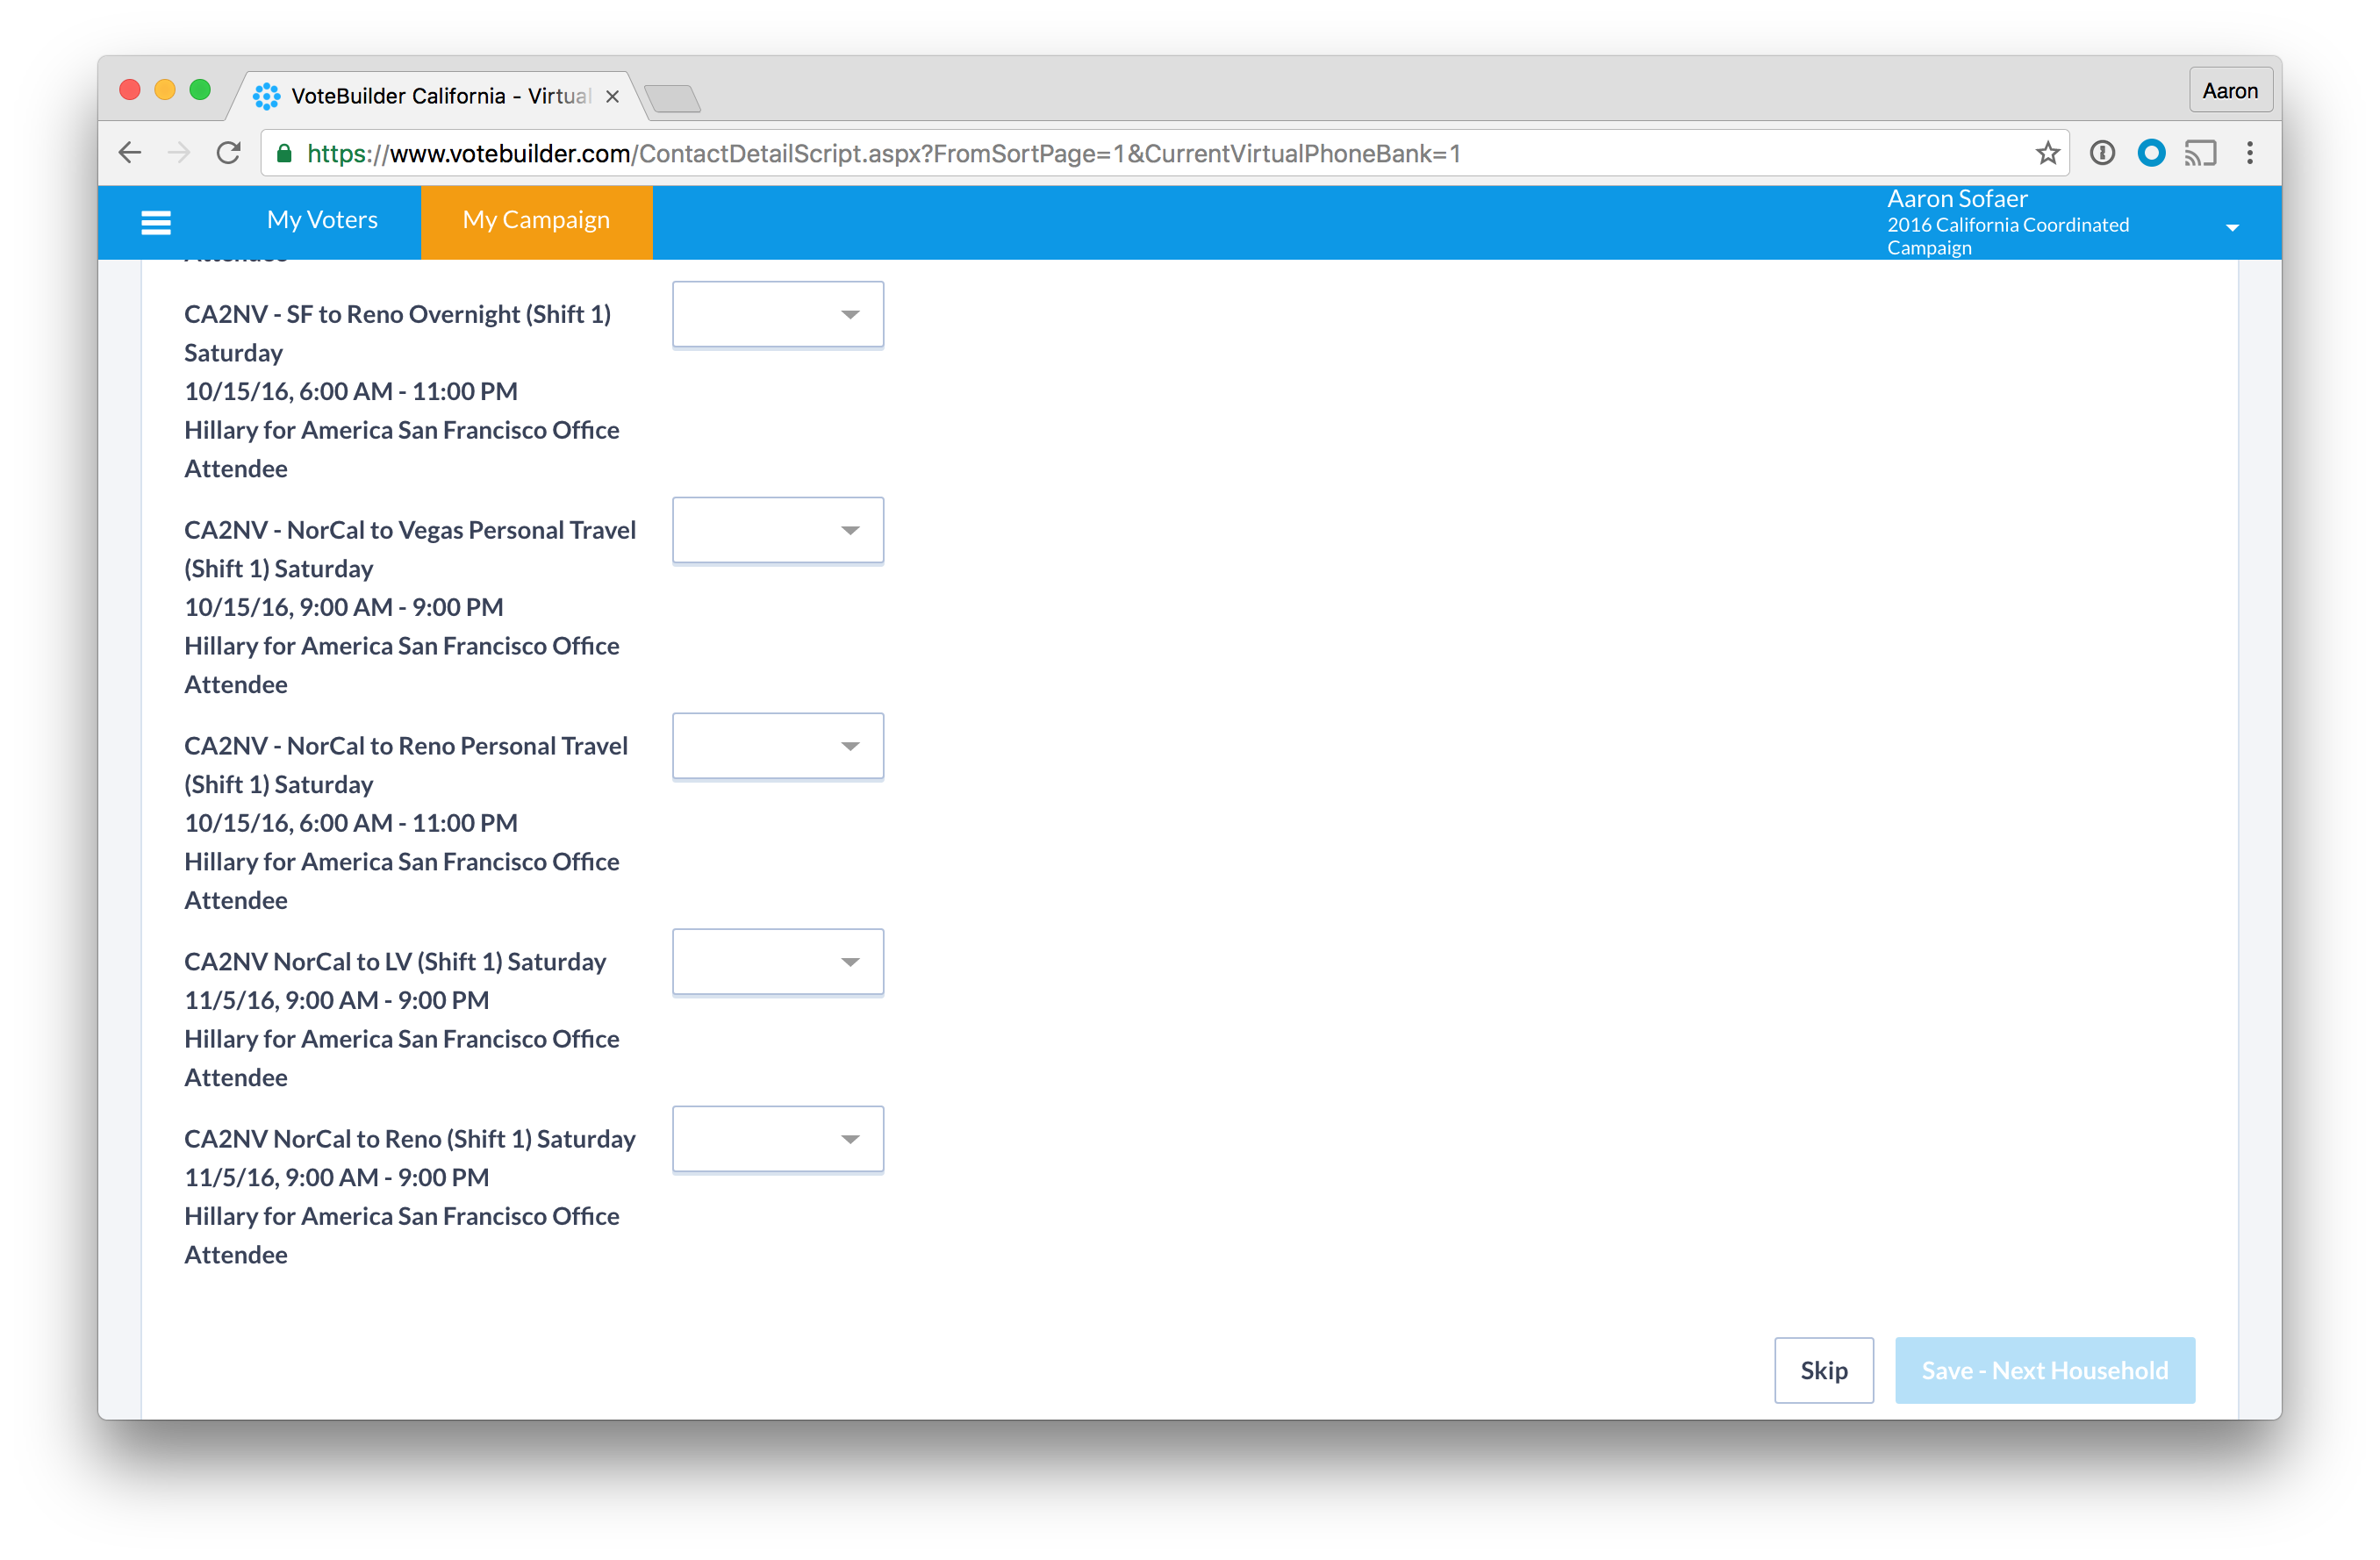 VoteBuilder California - Virtual
Aaron
https://www.votebuilder.com/ContactDetailScript.aspx?FromSortPage=1&CurrentVirtualPhoneBank=1
My Voters
My Campaign
Aaron Sofaer
2016 California Coordinated
Campaign
Attendee
CA2NV - SF to Reno Overnight (Shift 1)
Saturday
10/15/16, 6:00 AM - 11:00 PM
Hillary for America San Francisco Office
Attendee
CA2NV - NorCal to Vegas Personal Travel
(Shift 1) Saturday
10/15/16, 9:00 AM - 9:00 PM
Hillary for America San Francisco Office
Attendee
CA2NV - NorCal to Reno Personal Travel
(Shift 1) Saturday
10/15/16, 6:00 AM - 11:00 PM
Hillary for America San Francisco Office
Attendee
CA2NV NorCal to LV (Shift 1) Saturday
11/5/16, 9:00 AM - 9:00 PM
Hillary for America San Francisco Office
Attendee
CA2NV NorCal to Reno (Shift 1) Saturday
11/5/16, 9:00 AM - 9:00 PM
Hillary for America San Francisco Office
Attendee
Skip
Save - Next Household